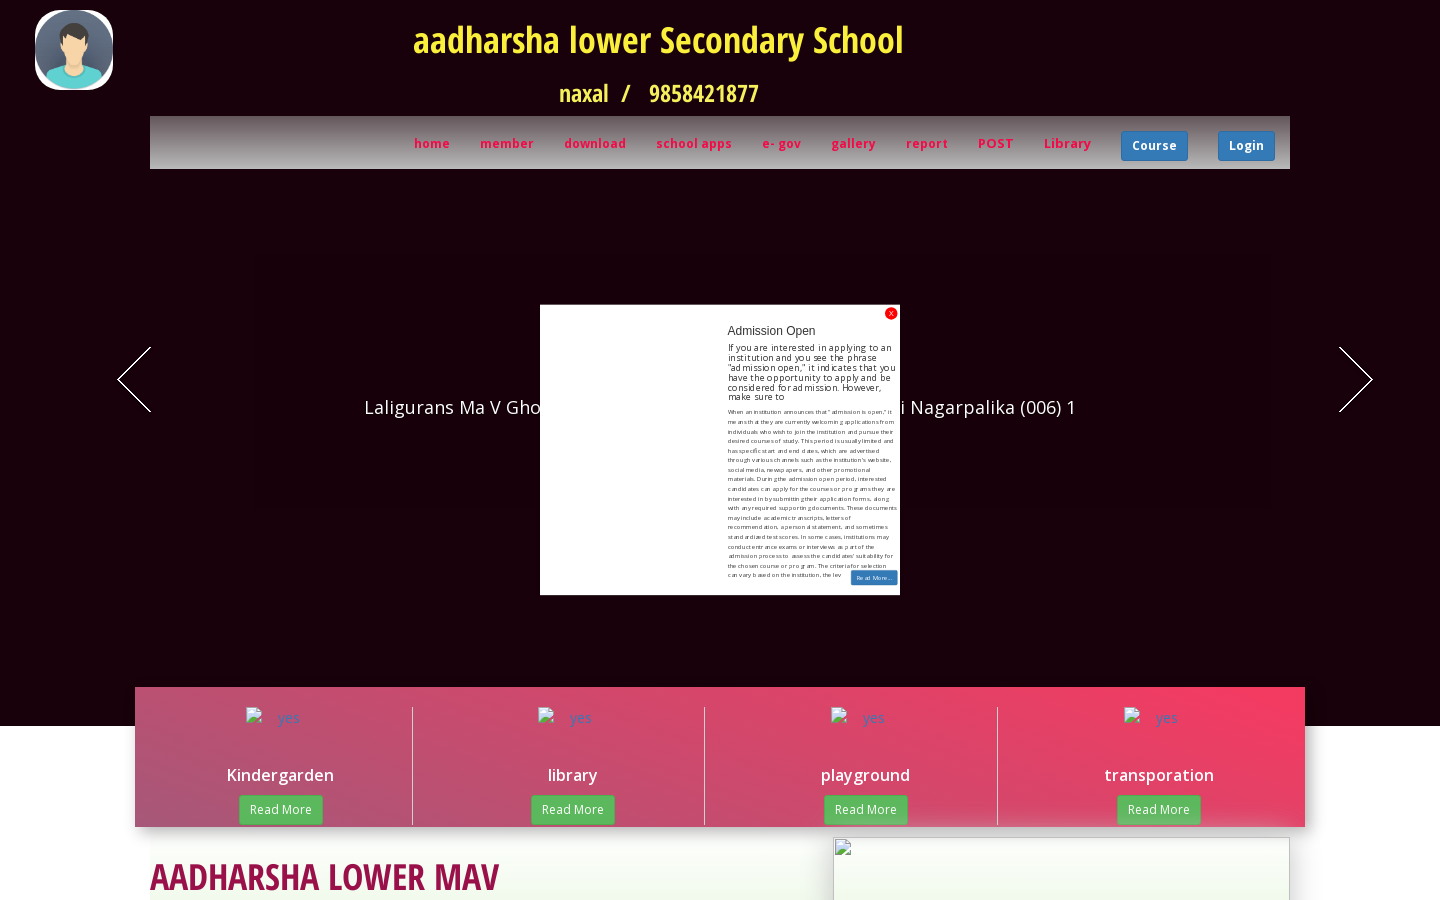 aadharsha lower Secondary School
naxal / 9858421877
home member download school apps e- gov gallery report POST Library Course Login
X
Admission Open
If you are interested in applying to an
institution and you see the phrase
"admission open," it indicates that you
have the opportunity to apply and be
considered for admission. However,
make sure to
When an institution announces that "admission is open," it
means that they are currently welcoming applications from
individuals who wish to join the institution and pursue their
desired courses of study. This period is usually limited and
has specific start and end dates, which are advertised
through various channels such as the institution's website,
social media, newspapers, and other promotional
materials. During the admission open period, interested
candidates can apply for the courses or programs they are
interested in by submitting their application forms, along
with any required supporting documents. These documents
may include academic transcripts, letters of
recommendation, a personal statement, and sometimes
standardized test scores. In some cases, institutions may
conduct entrance exams or interviews as part of the
admission process to assess the candidates' suitability for
the chosen course or program. The criteria for selection
can vary based on the institution, the lev
Read More...
Laligurans Ma V Gho
i Nagarpalika (006) 1
yes yes yes yes
Kindergarden library playground transporation
Read More Read More Read More Read More
AADHARSHA LOWER MAV